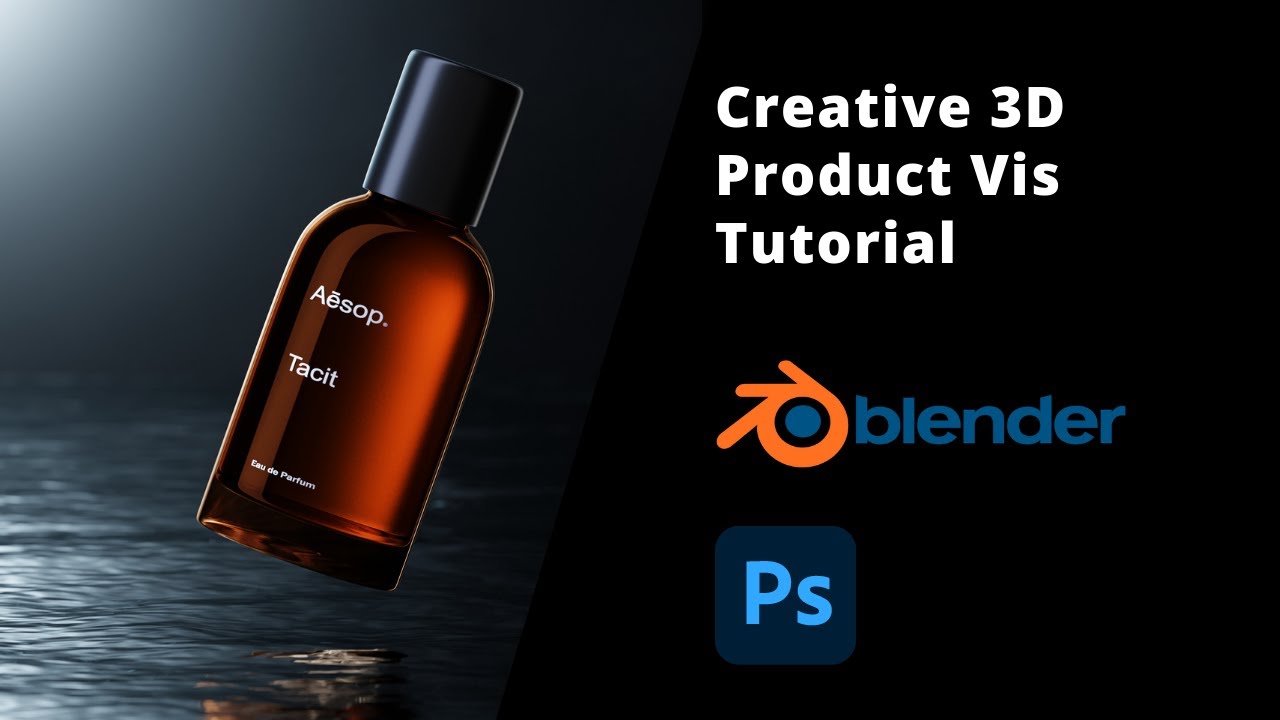 Creative 3D
Product Vis
Tutorial
Aēsop.
Tacit
Eau de Parfum
blender
Ps